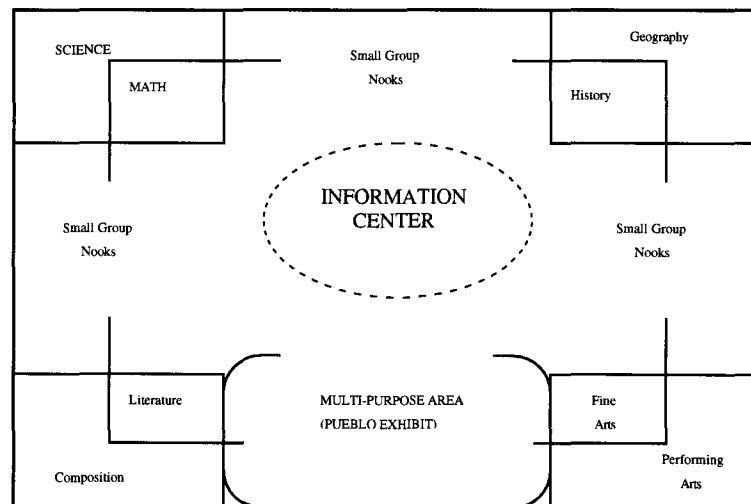 SCIENCE
MATH
Small Group
Nooks
Geography
History
INFORMATION
CENTER
Small Group
Nooks
Small Group
Nooks
Literature
Composition
MULTI-PURPOSE AREA
(PUEBLO EXHIBIT)
Fine
Arts
Performing
Arts